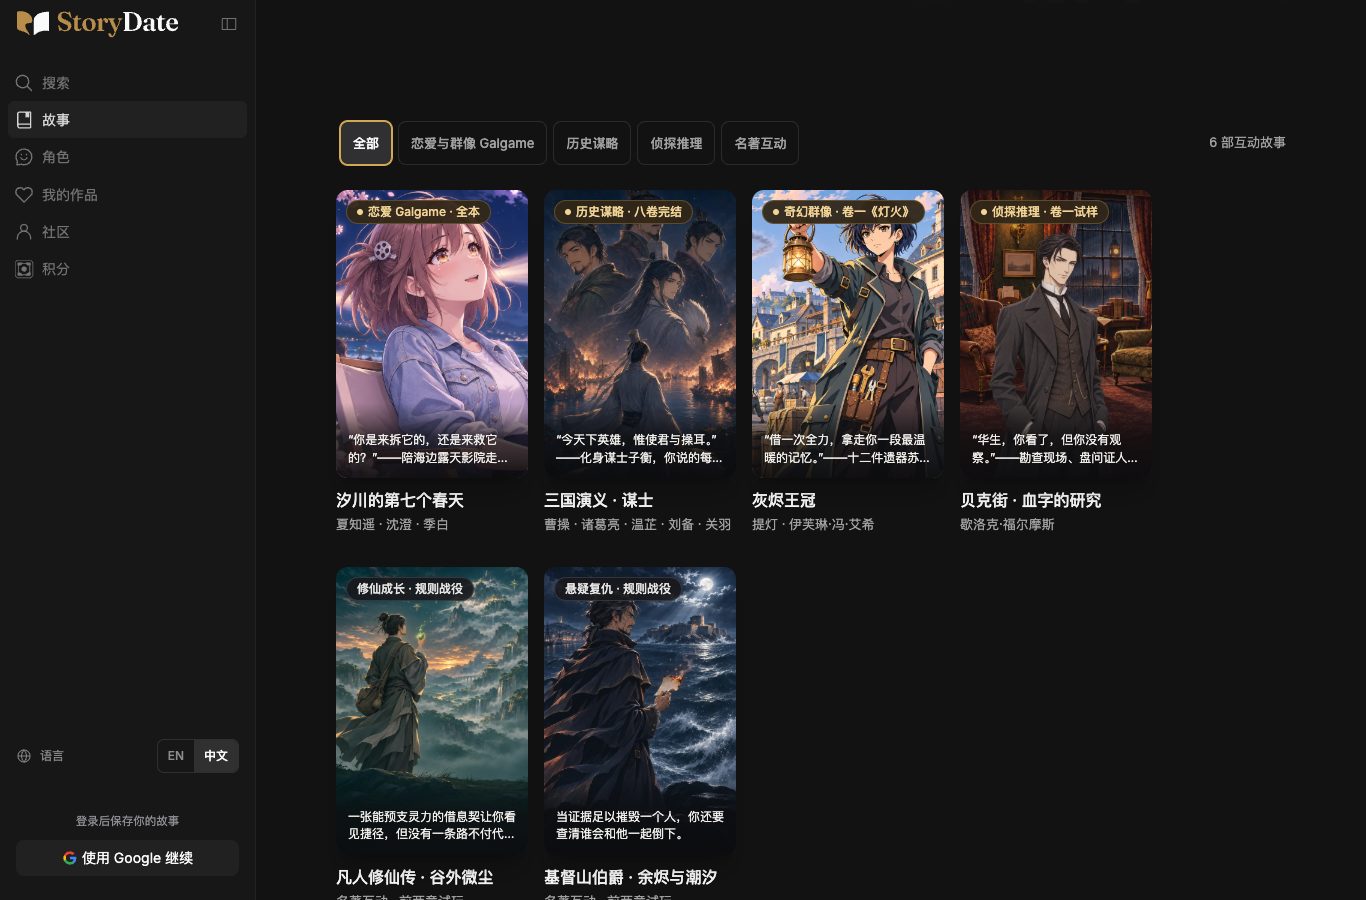 StoryDate
搜索
故事
角色
我的作品
社区
积分
语言
EN 中文
登录后保存你的故事
使用 Google 继续
全部 恋爱与群像 Galgame 历史谋略 侦探推理 名著互动
6 部互动故事
恋爱 Galgame · 全本
“你是来拆它的，还是来救它
的？”——陪海边露天影院走…
汐川的第七个春天
夏知遥 · 沈澄 · 季白
历史谋略 · 八卷完结
“今天下英雄，惟使君与操耳。”
——化身谋士子衡，你说的每…
三国演义 · 谋士
曹操 · 诸葛亮 · 温芷 · 刘备 · 关羽
奇幻群像 · 卷一《灯火》
“借一次全力，拿走你一段最温
暖的记忆。”——十二件遗器苏…
灰烬王冠
提灯 · 伊芙琳·冯·艾希
侦探推理 · 卷一试样
“华生，你看了，但你没有观
察。”——勘查现场、盘问证人…
贝克街 · 血字的研究
歇洛克·福尔摩斯
修仙成长 · 规则战役
一张能预支灵力的借息契让你看
见捷径，但没有一条路不付代…
凡人修仙传 · 谷外微尘
悬疑复仇 · 规则战役
当证据足以摧毁一个人，你还要
查清谁会和他一起倒下。
基督山伯爵 · 余烬与潮汐